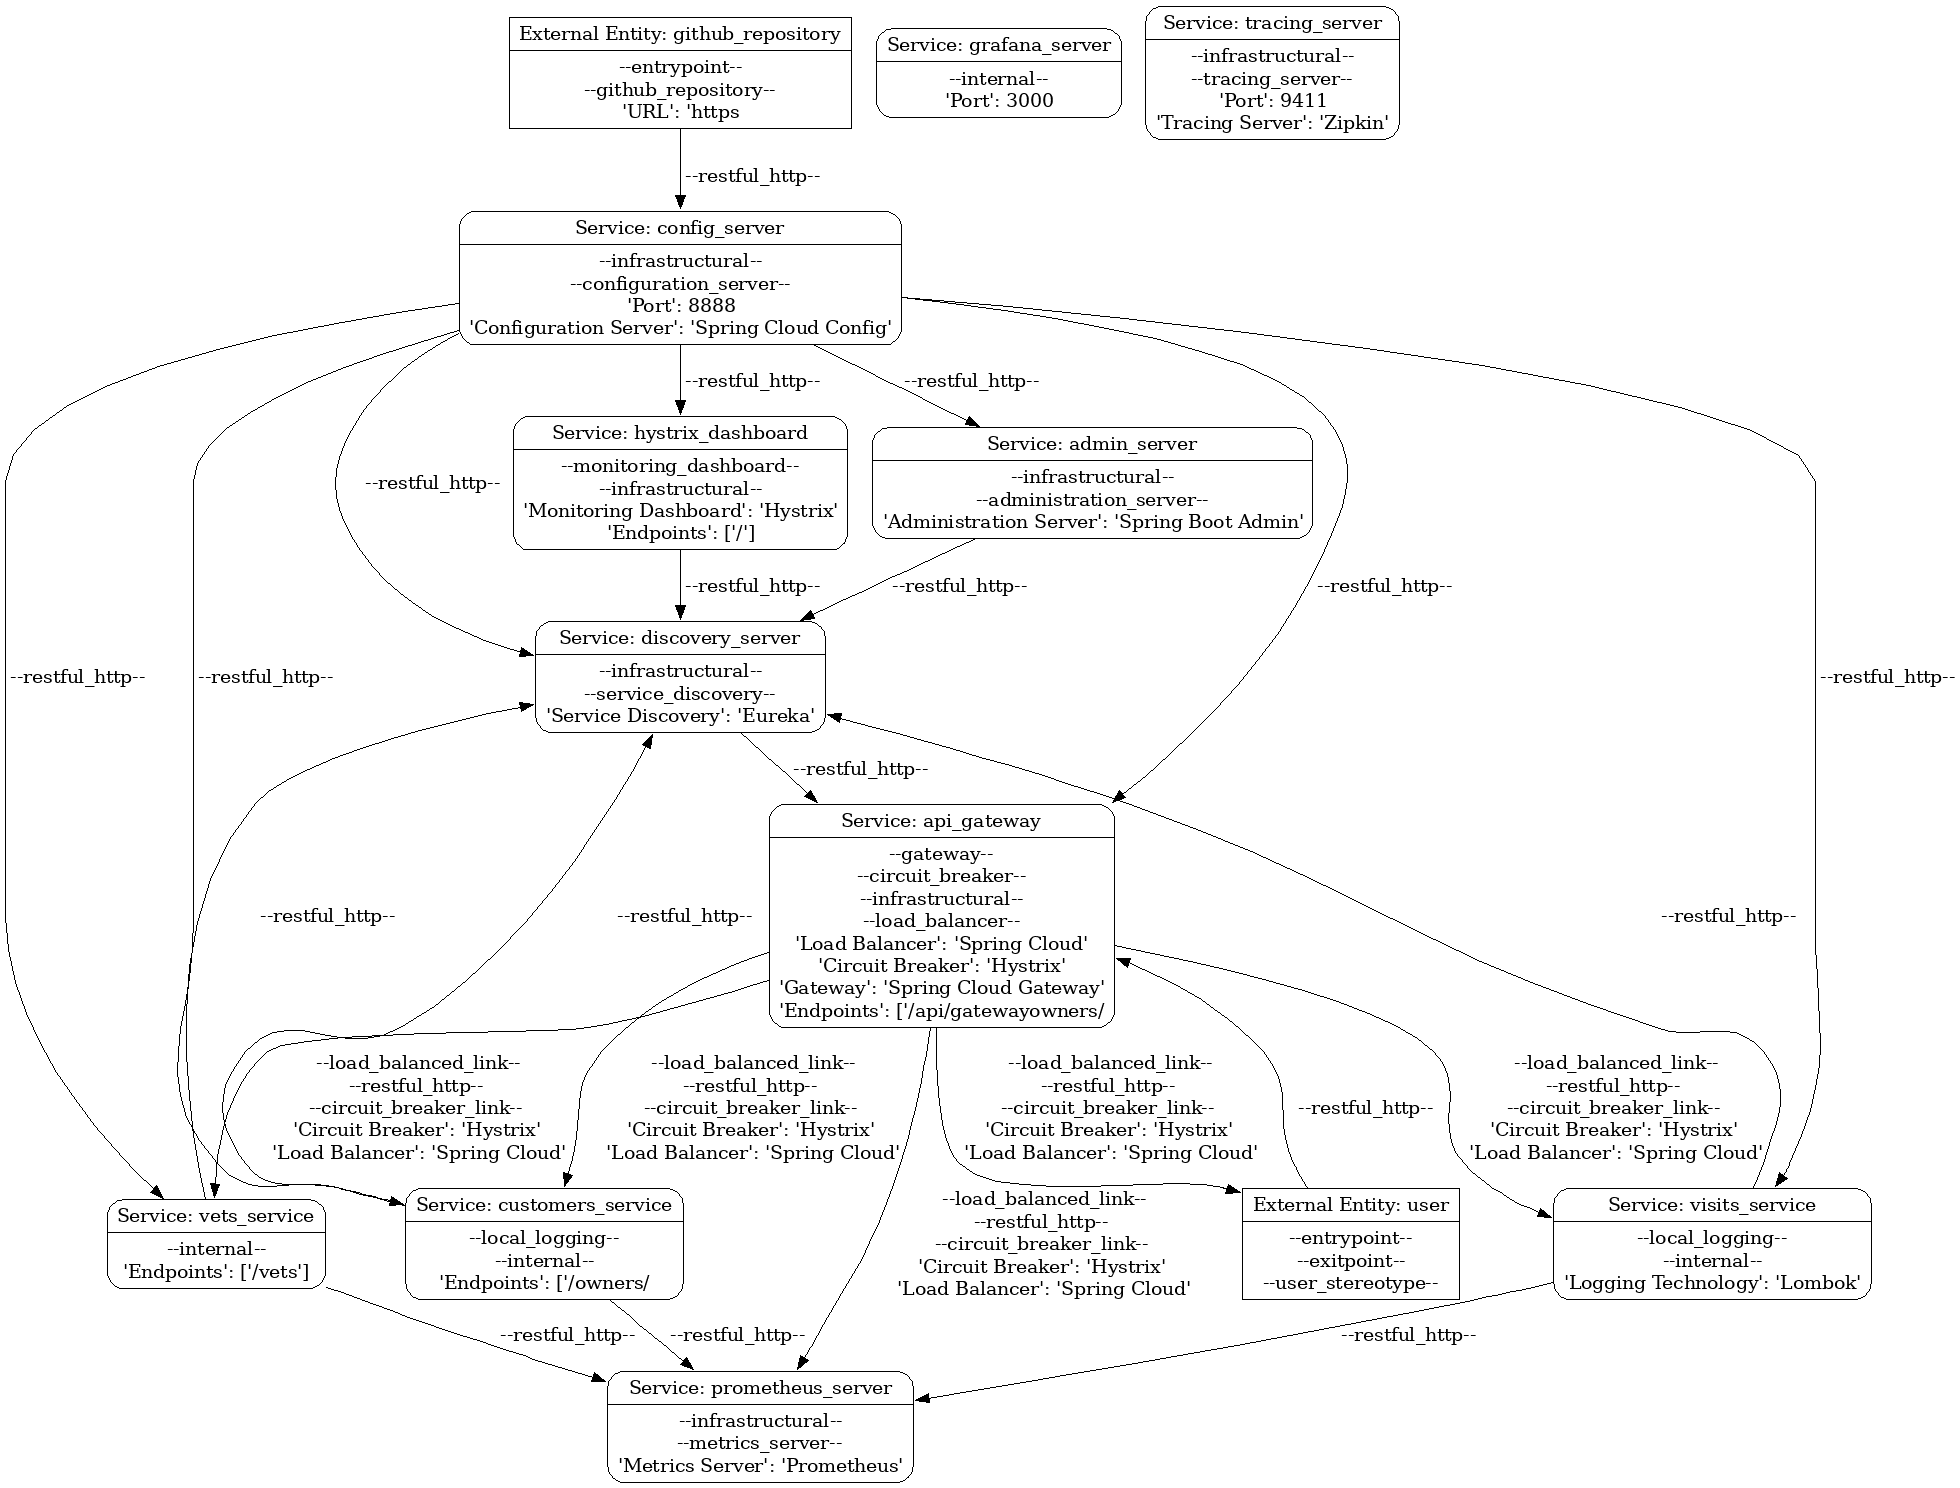 External Entity: github_repository
--entrypoint--
--github_repository--
'URL': 'https
Service: grafana_server
--internal--
'Port': 3000
Service: tracing_server
--infrastructural--
--tracing_server--
'Port': 9411
'Tracing Server': 'Zipkin'
--restful_http--
Service: config_server
--infrastructural--
--configuration_server--
'Port': 8888
'Configuration Server': 'Spring Cloud Config'
--restful_http--
--restful_http--
Service: hystrix_dashboard
--monitoring_dashboard--
--infrastructural--
'Monitoring Dashboard': 'Hystrix'
'Endpoints': ['/']
Service: admin_server
--infrastructural--
--administration_server--
'Administration Server': 'Spring Boot Admin'
--restful_http--
--restful_http--
--restful_http--
--restful_http--
Service: discovery_server
--infrastructural--
--service_discovery--
'Service Discovery': 'Eureka'
--restful_http--
--restful_http--
--restful_http--
--restful_http--
Service: api_gateway
--gateway--
--circuit_breaker--
--infrastructural--
--load_balancer--
'Load Balancer': 'Spring Cloud'
'Circuit Breaker': 'Hystrix'
'Gateway': 'Spring Cloud Gateway'
'Endpoints': ['/api/gatewayowners/
--restful_http--
--restful_http--
--restful_http--
--load_balanced_link--
--restful_http--
--circuit_breaker_link--
'Circuit Breaker': 'Hystrix'
'Load Balancer': 'Spring Cloud'
--load_balanced_link--
--restful_http--
--circuit_breaker_link--
'Circuit Breaker': 'Hystrix'
'Load Balancer': 'Spring Cloud'
--load_balanced_link--
--restful_http--
--circuit_breaker_link--
'Circuit Breaker': 'Hystrix'
'Load Balancer': 'Spring Cloud'
--restful_http--
--load_balanced_link--
--restful_http--
--circuit_breaker_link--
'Circuit Breaker': 'Hystrix'
'Load Balancer': 'Spring Cloud'
Service: vets_service
--internal--
'Endpoints': ['/vets']
Service: customers_service
--local_logging--
--internal--
'Endpoints': ['/owners/
--load_balanced_link--
--restful_http--
--circuit_breaker_link--
'Circuit Breaker': 'Hystrix'
'Load Balancer': 'Spring Cloud'
External Entity: user
--entrypoint--
--exitpoint--
--user_stereotype--
Service: visits_service
--local_logging--
--internal--
'Logging Technology': 'Lombok'
--restful_http--
--restful_http--
--restful_http--
Service: prometheus_server
--infrastructural--
--metrics_server--
'Metrics Server': 'Prometheus'